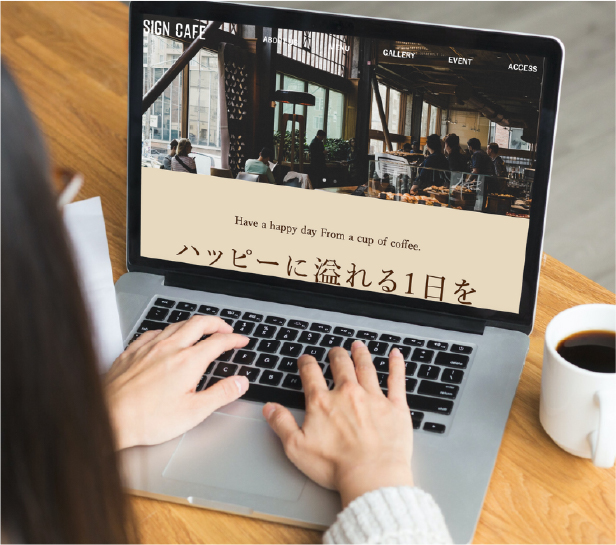 SIGN CAFE
MENU
GALLERY
EVENT
ACCESS
Have a happy day From a cup of coffee.
ハッピーに溢れる1日を